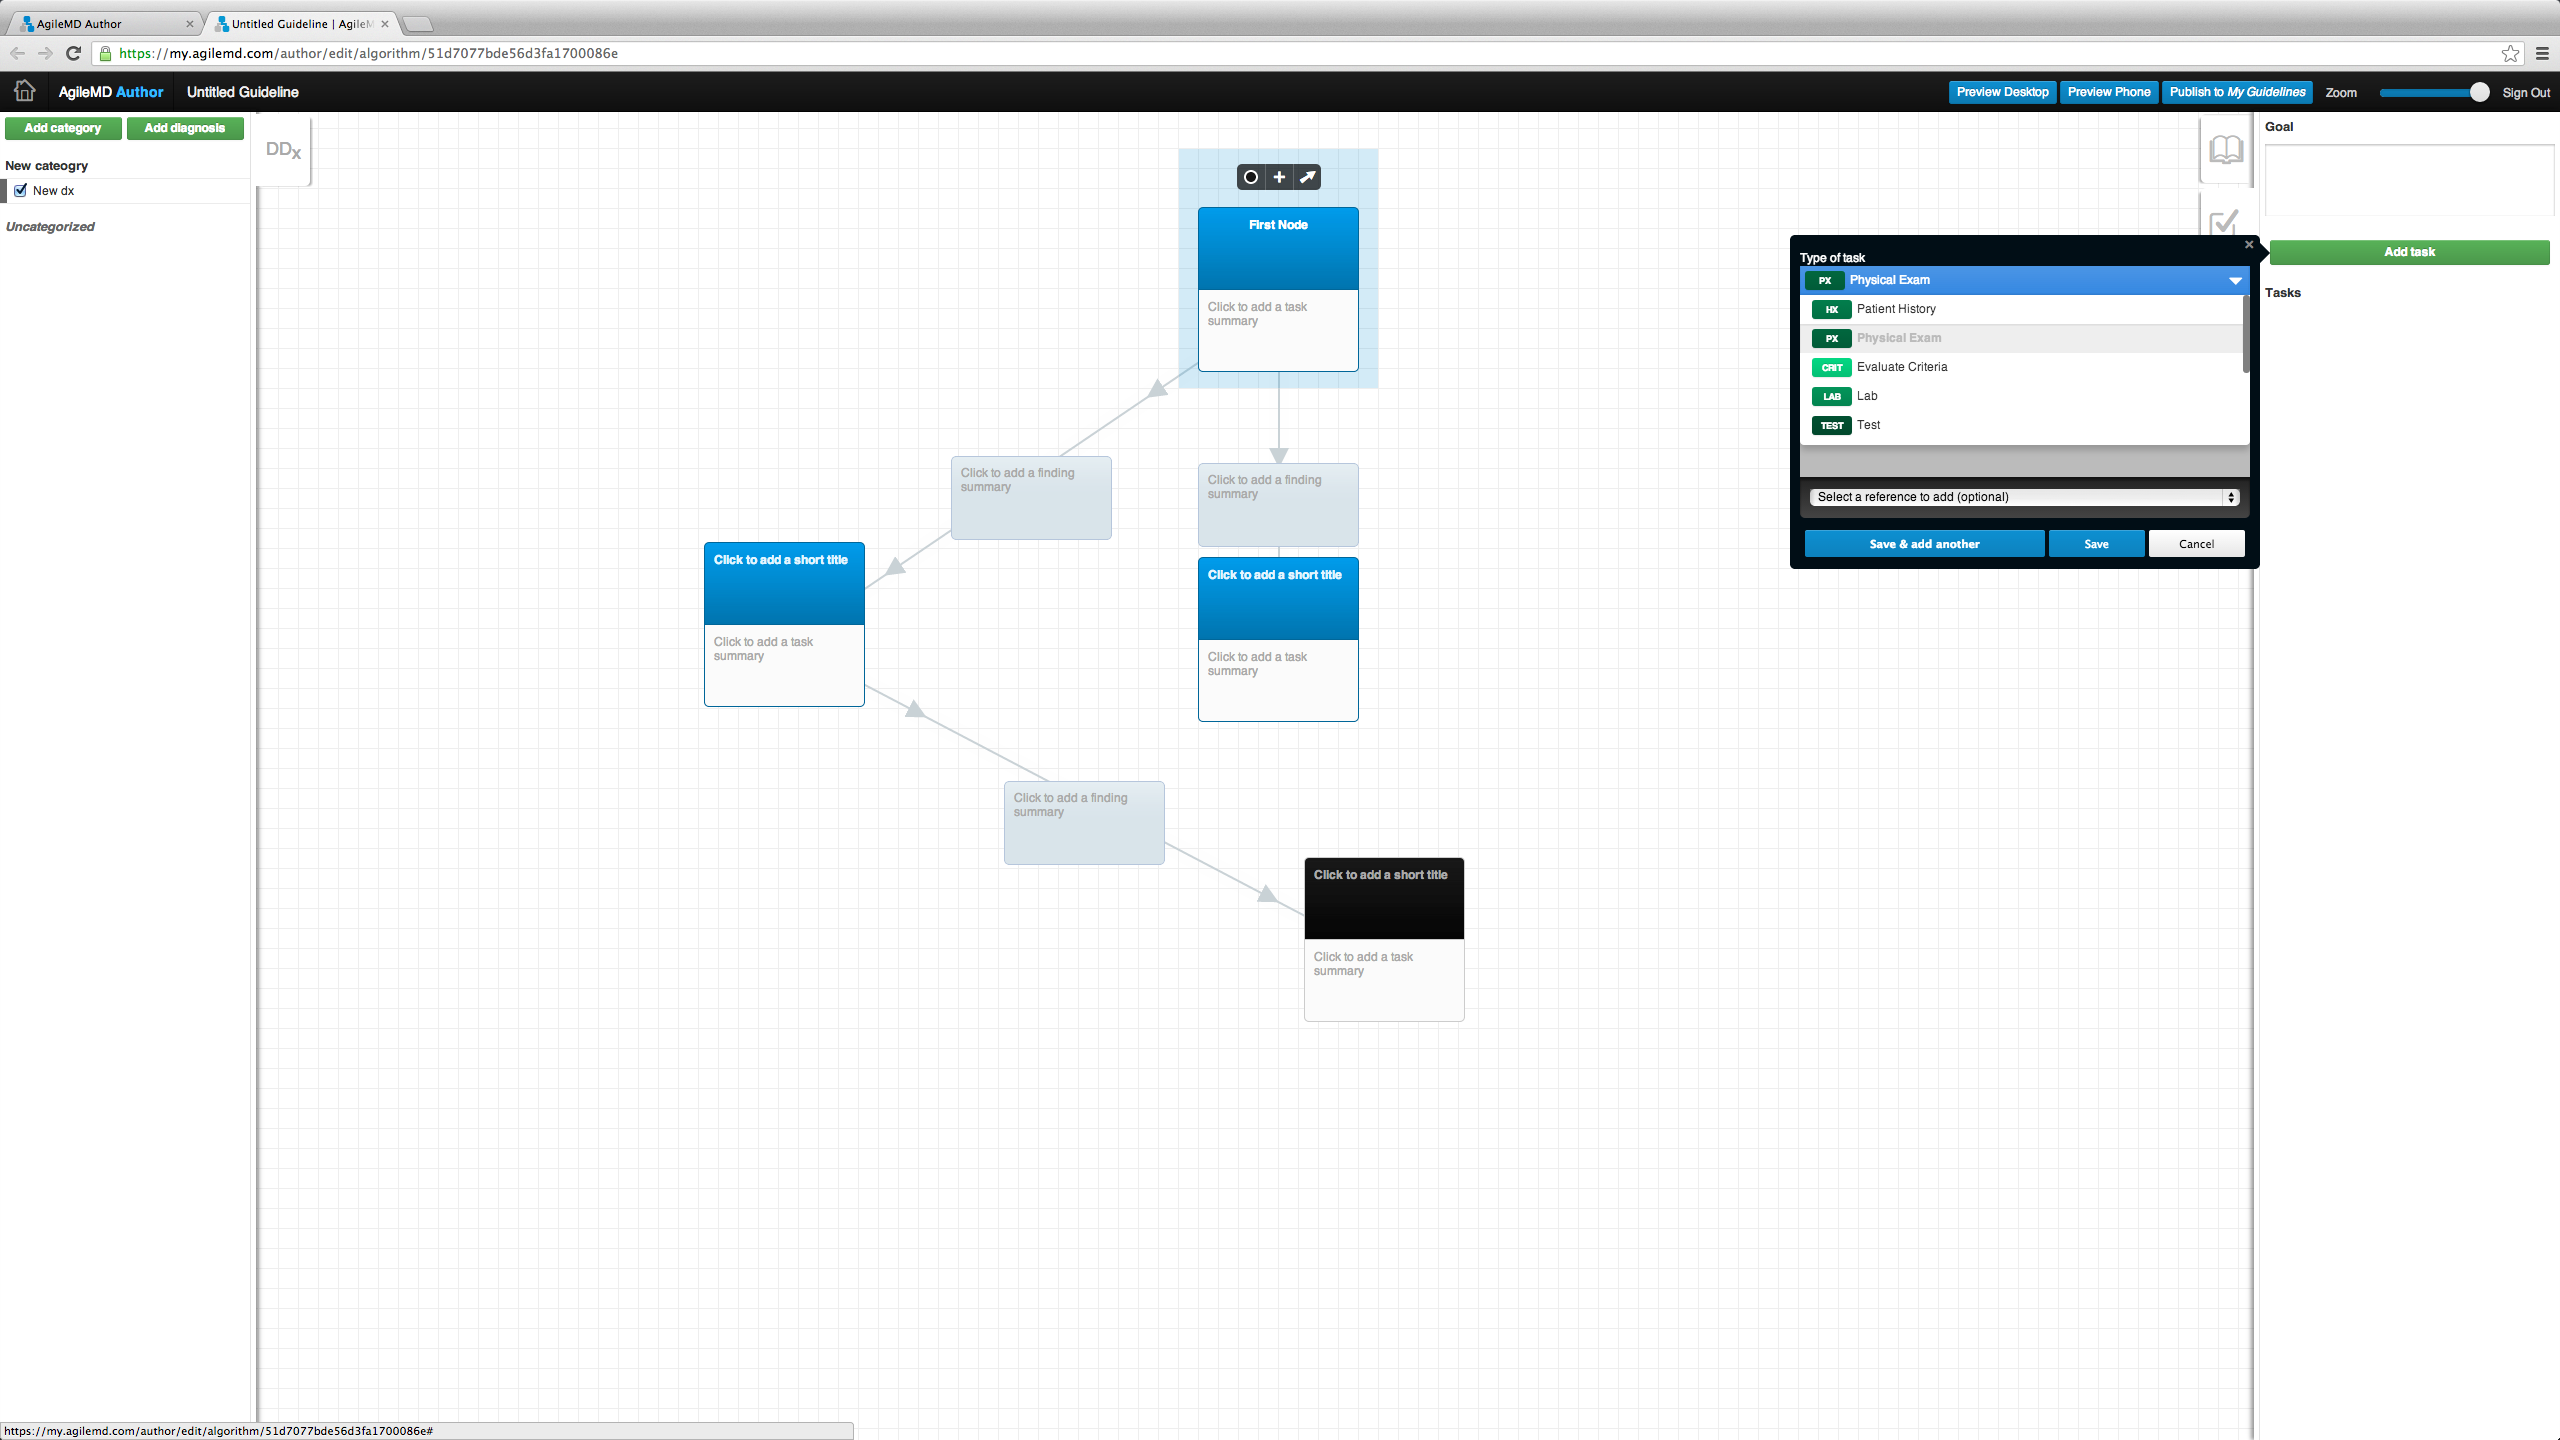 AgileMD Author
Untitled Guideline | AgileM
https://my.agilemd.com/author/edit/algorithm/51d7077bde56d3fa1700086e
AgileMD Author
Untitled Guideline
Preview Desktop
Preview Phone
Publish to My Guidelines
Zoom
Sign Out
Add category
Add diagnosis
New cateogry
New dx
Uncategorized
DDx
First Node
Click to add a task
summary
Click to add a finding
summary
Click to add a finding
summary
Click to add a short title
Click to add a task
summary
Click to add a short title
Click to add a task
summary
Click to add a finding
summary
Click to add a short title
Click to add a task
summary
Type of task
PX Physical Exam
HX Patient History
PX Physical Exam
CRIT Evaluate Criteria
LAB Lab
TEST Test
Select a reference to add (optional)
Save & add another
Save
Cancel
Goal
Add task
Tasks
https://my.agilemd.com/author/edit/algorithm/51d7077bde56d3fa1700086e#